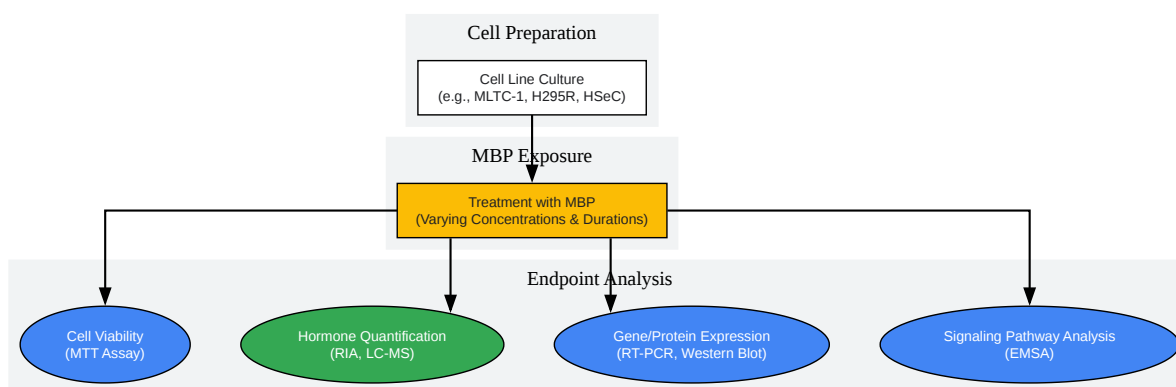 Cell Preparation
Cell Line Culture
(e.g., MLTC-1, H295R, HSeC)
MBP Exposure
Treatment with MBP
(Varying Concentrations & Durations)
Endpoint Analysis
Cell Viability
(MTT Assay)
Hormone Quantification
(RIA, LC-MS)
Gene/Protein Expression
(RT-PCR, Western Blot)
Signaling Pathway Analysis
(EMSA)